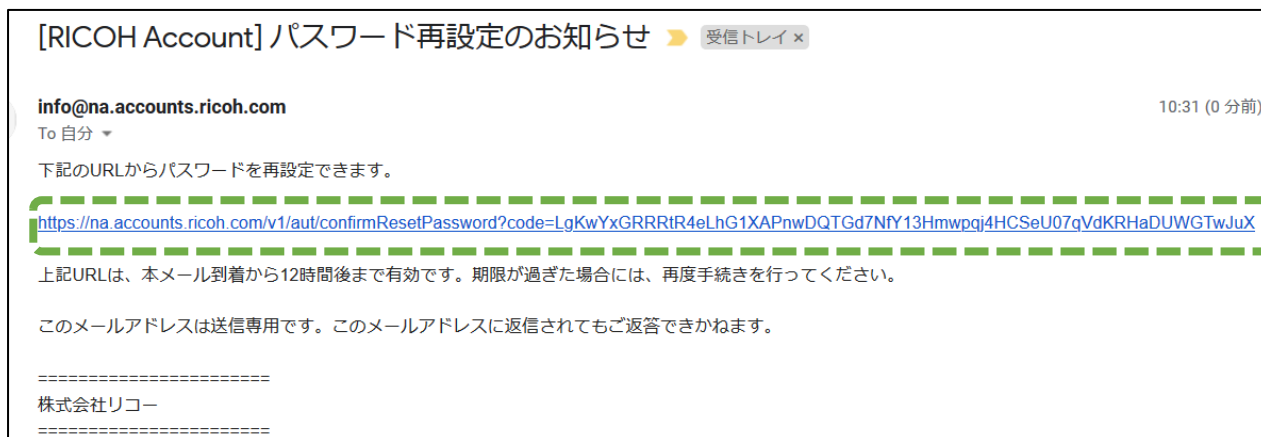 [RICOH Account] パスワード再設定のお知らせ 受信トレイ ×
info@na.accounts.ricoh.com 10:31 (0 分前)
To 自分
下記のURLからパスワードを再設定できます。
https://na.accounts.ricoh.com/v1/aut/confirmResetPassword?code=LgKwYxGRRRtR4eLhG1XAPnwDQTGd7NfY13Hmwpqj4HCSeU07qVdKRHaDUWGTwJuX
上記URLは、本メール到着から12時間後まで有効です。期限が過ぎた場合には、再度手続きを行ってください。
このメールアドレスは送信専用です。このメールアドレスに返信されてもご返答できかねます。
=======================
株式会社リコー
=======================